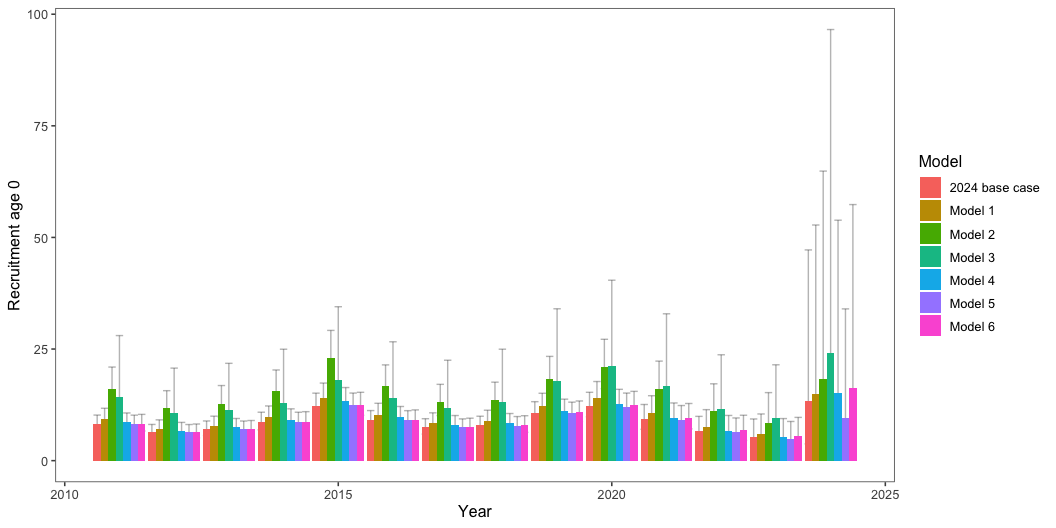 100
75
50
25
0
Recruitment age 0
2010
2015
2020
2025
Year
Model
2024 base case
Model 1
Model 2
Model 3
Model 4
Model 5
Model 6